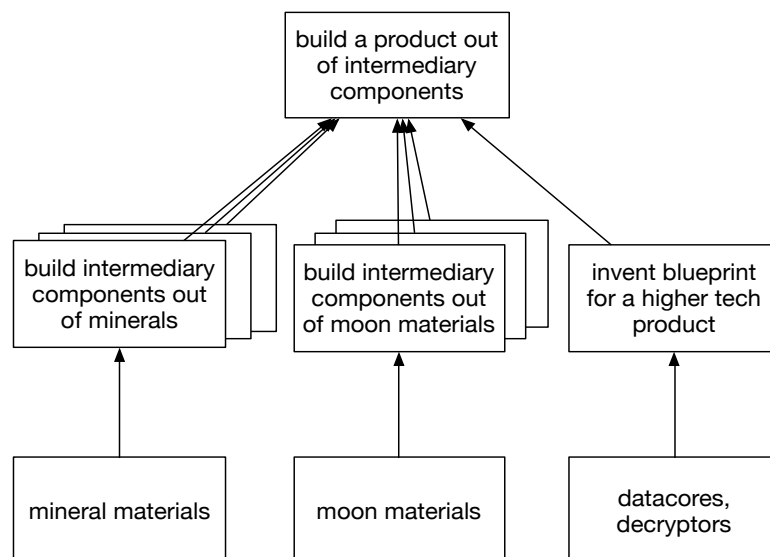 build a product out
of intermediary
components
build intermediary
components out
of minerals
build intermediary
components out
of moon materials
invent blueprint
for a higher tech
product
mineral materials
moon materials
datacores,
decryptors